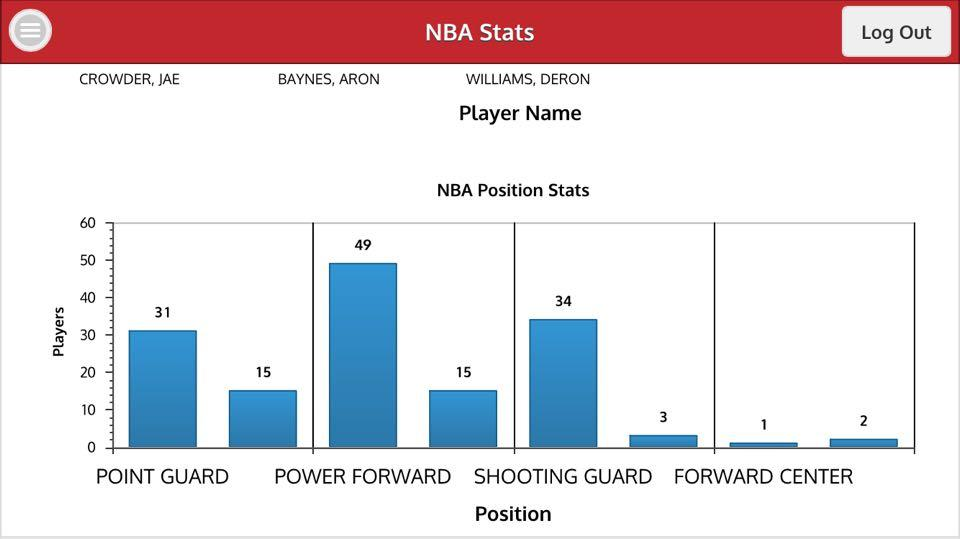 NBA Stats
Log Out
CROWDER, JAE BAYNES, ARON WILLIAMS, DERON
Player Name
NBA Position Stats
60
50
40
30
20
10
0
Players
31
15
49
15
34
3
1
2
POINT GUARD POWER FORWARD SHOOTING GUARD FORWARD CENTER
Position